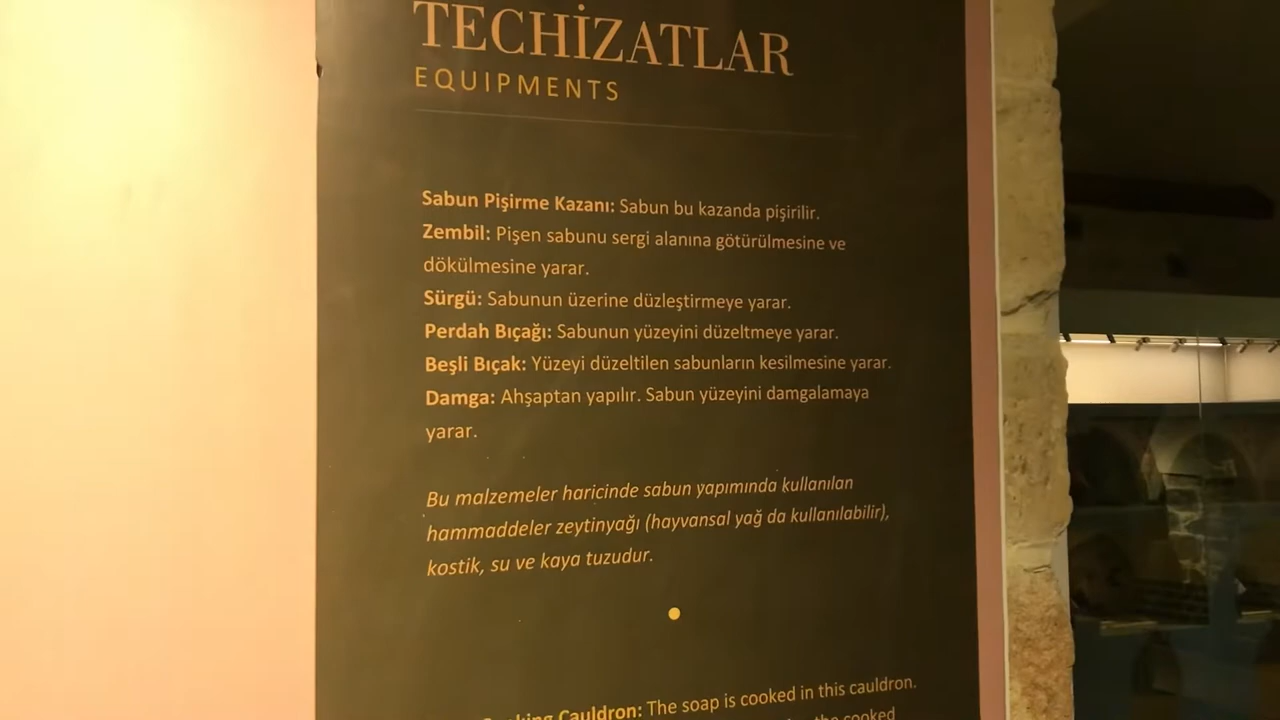 TECHİZATLAR
EQUIPMENTS
Sabun Pişirme Kazanı: Sabun bu kazanda pişirilir.
Zembil: Pişen sabunu sergi alanına götürülmesine ve
dökülmesine yarar.
Sürgü: Sabunun üzerine düzleştirmeye yarar.
Perdah Bıçağı: Sabunun yüzeyini düzeltmeye yarar.
Beşli Bıçak: Yüzeyi düzeltilen sabunların kesilmesine yarar.
Damga: Ahşaptan yapılır. Sabun yüzeyini damgalamaya
yarar.
Bu malzemeler haricinde sabun yapımında kullanılan
hammaddeler zeytinyağı (hayvansal yağ da kullanılabilir),
kostik, su ve kaya tuzudur.
Cauldron: The soap is cooked in this cauldron.
the cooked